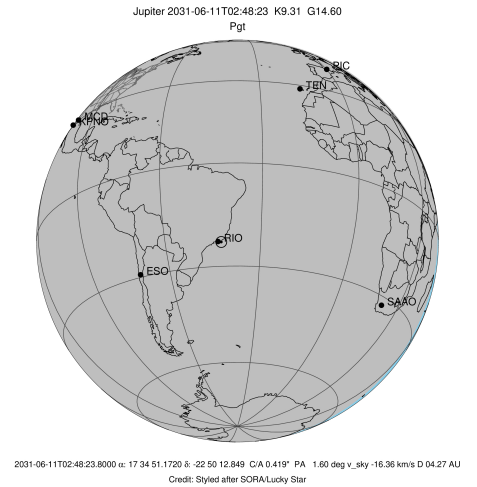 Jupiter 2031-06-11T02:48:23 K9.31 G14.60
Pgt
PIC
TEN
MCD
KPNO
RIO
ESO
SAAO
2031-06-11T02:48:23.8000 α: 17 34 51.1720 δ: -22 50 12.849 C/A 0.419" PA 1.60 deg v_sky -16.36 km/s D 04.27 AU
Credit: Styled after SORA/Lucky Star